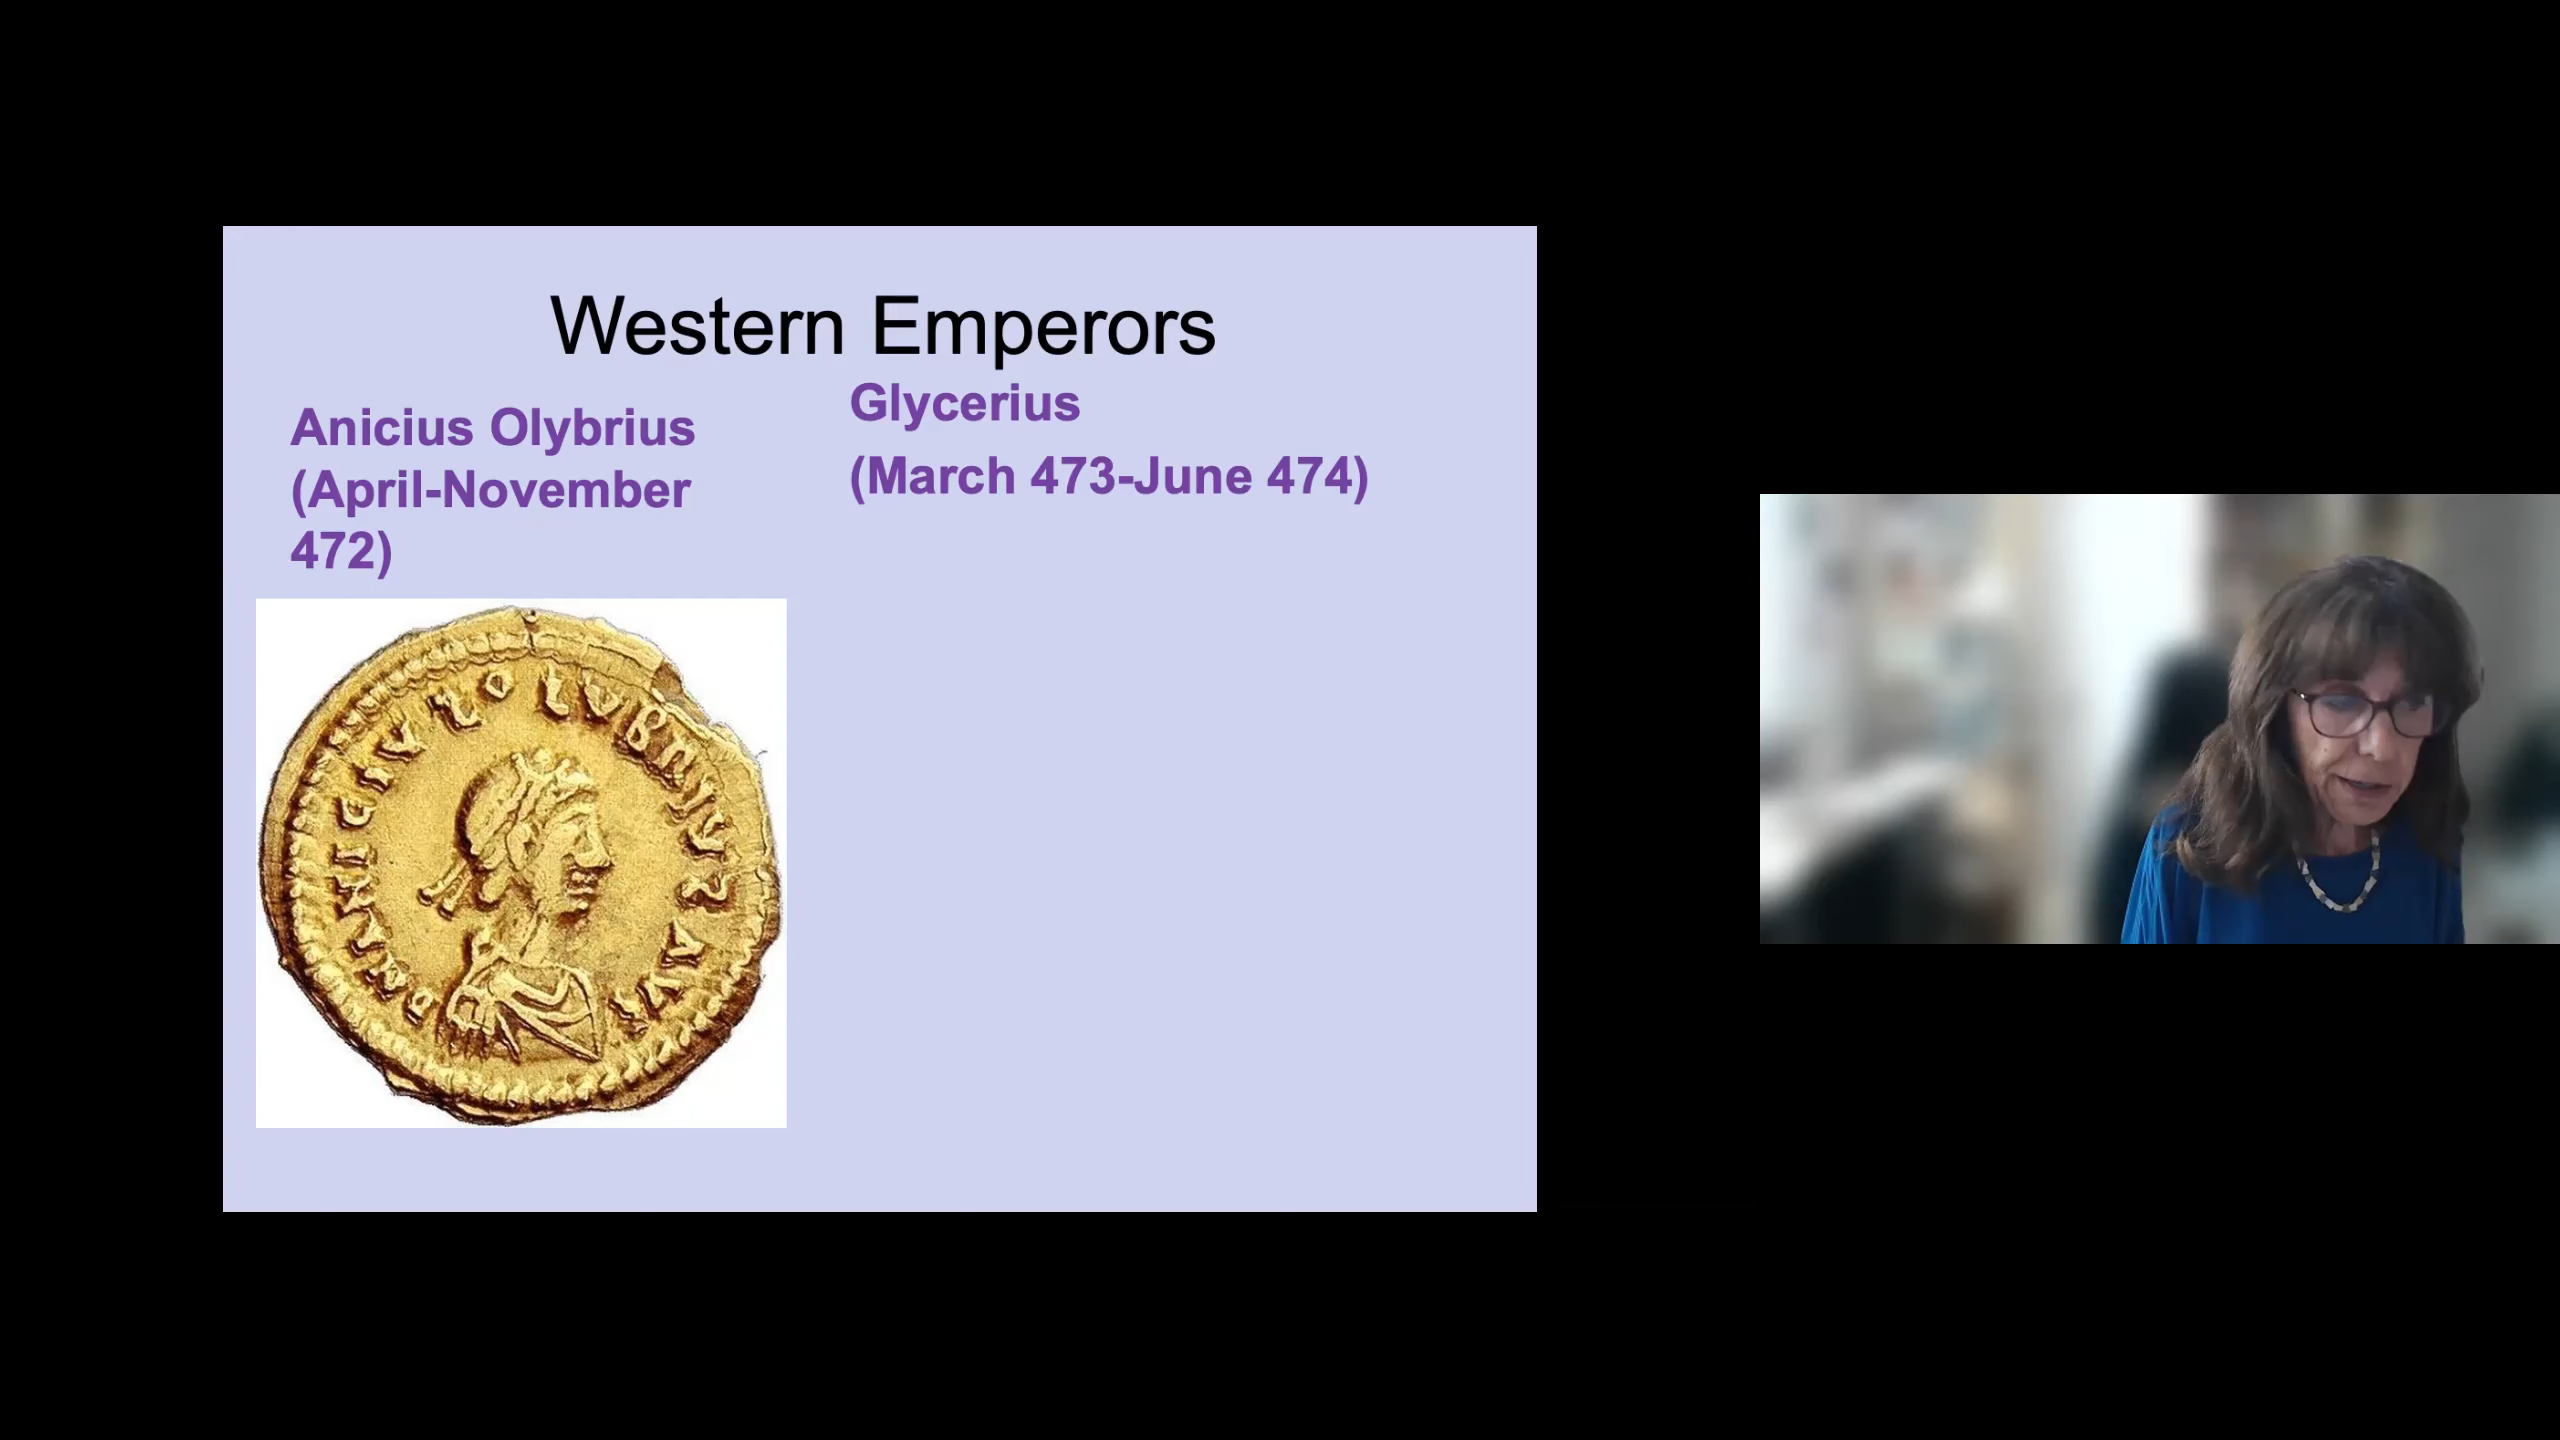 Western Emperors
Anicius Olybrius
(April-November
472)
Glycerius
(March 473-June 474)